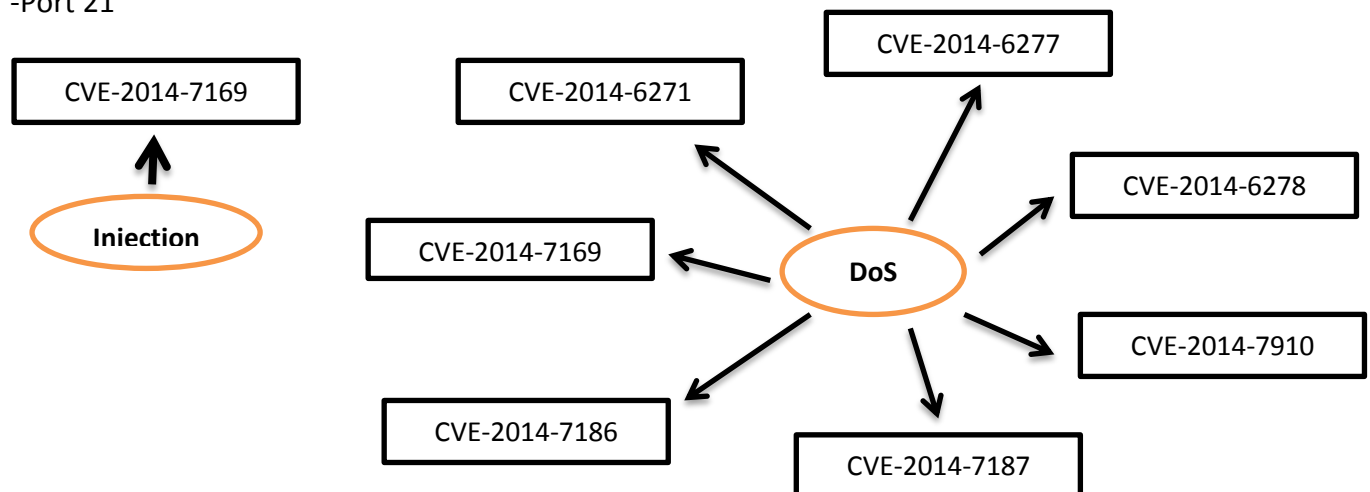 -Port 21
CVE-2014-6277
CVE-2014-7169
CVE-2014-6271
CVE-2014-6278
Injection
CVE-2014-7169
DoS
CVE-2014-7910
CVE-2014-7186
CVE-2014-7187